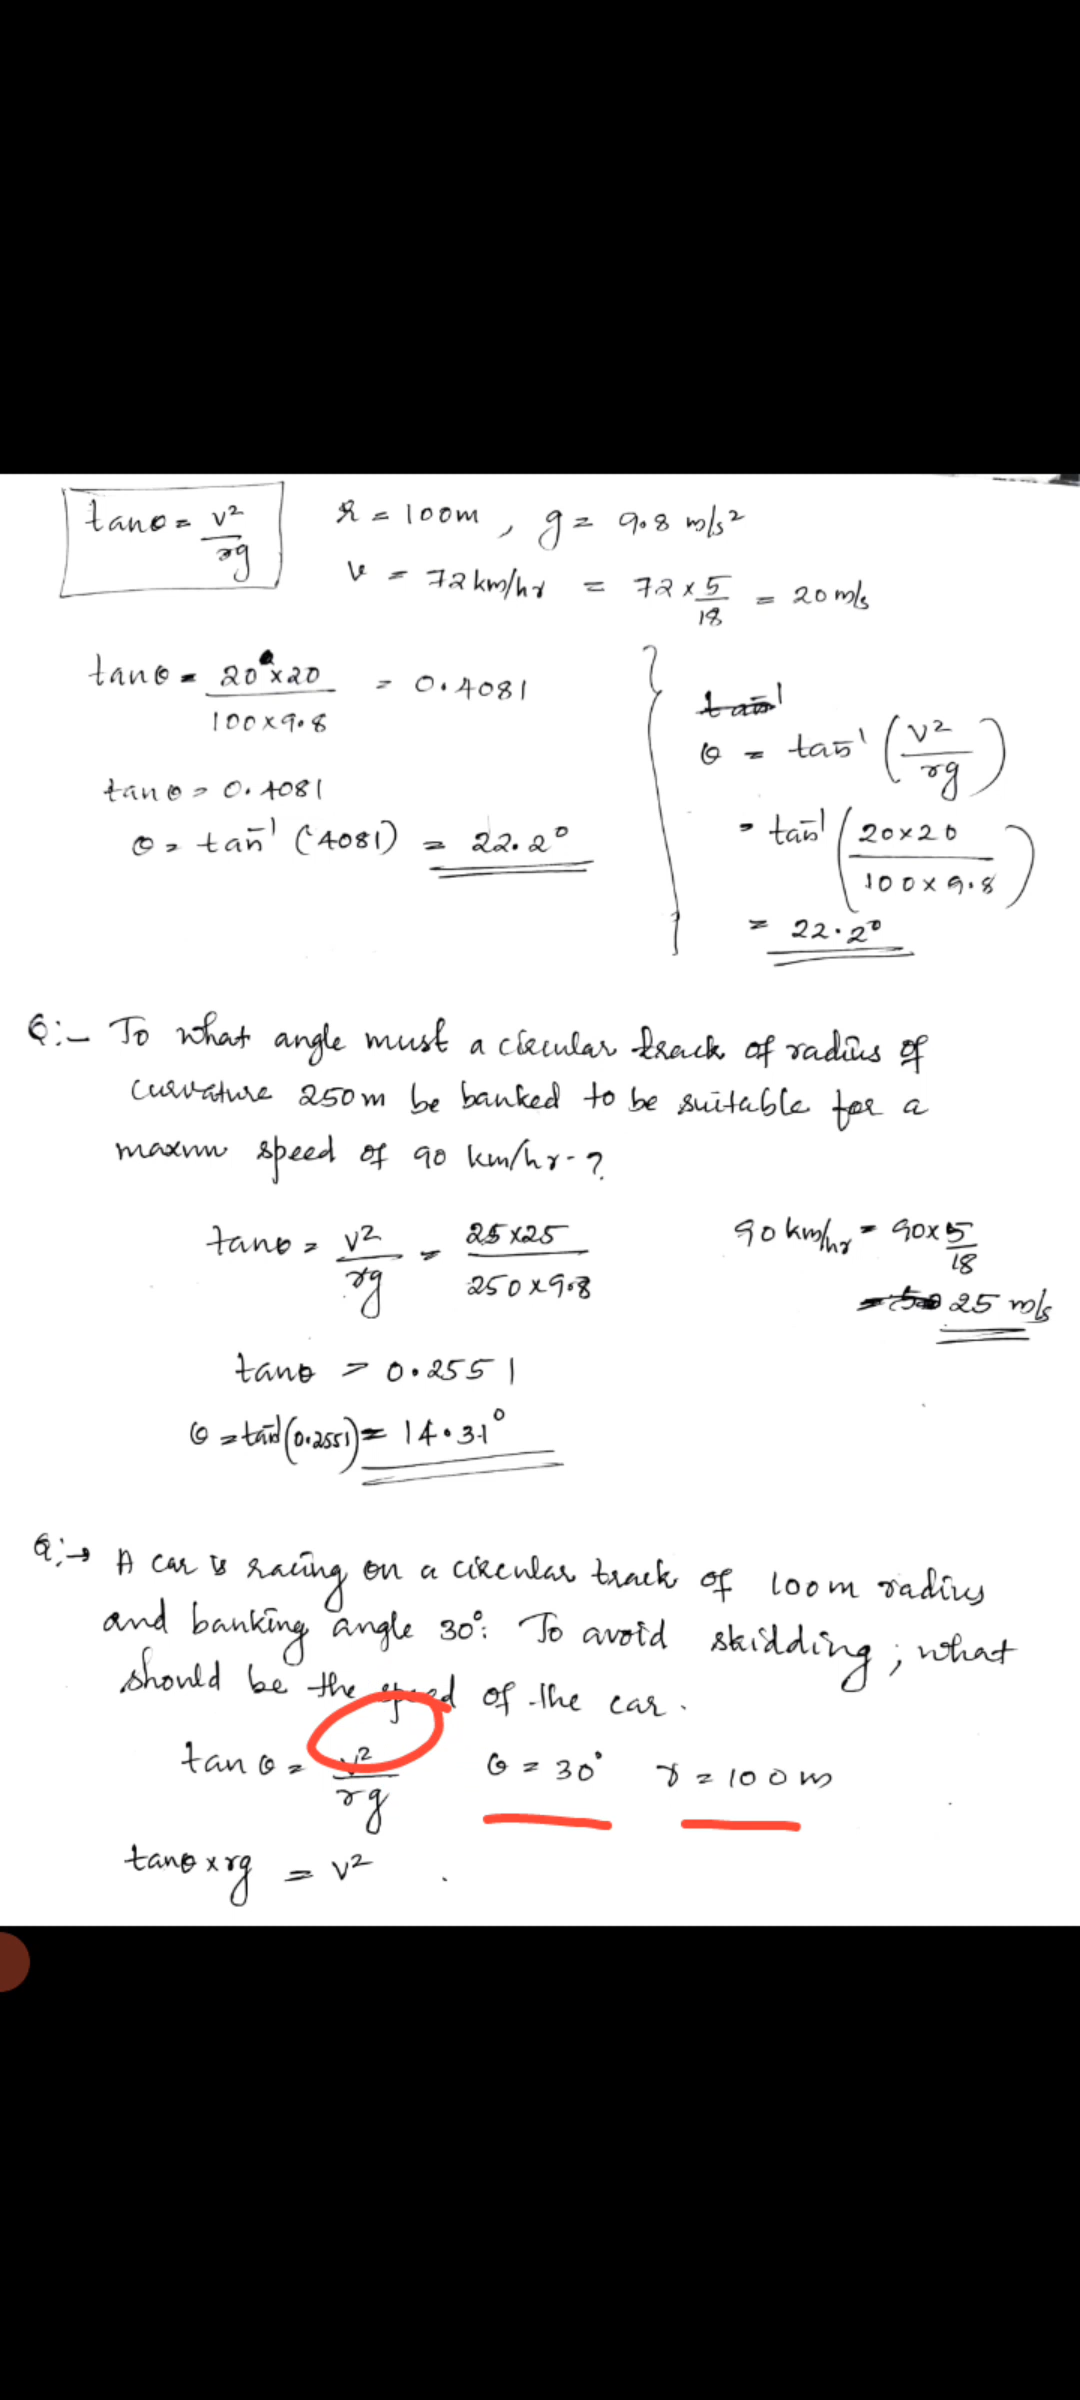 tanθ = v²/rg    r = 100m, g = 9.8 m/s²
v = 72km/hr = 72 × 5/18 = 20 m/s
tanθ = 20 × 20/100 × 9.8 = 0.4081
tanθ = 0.4081
θ = tan⁻¹ (·4081) = 22.2°
tan⁻¹
θ = tan⁻¹ (v²/rg)
= tan⁻¹ (20 × 20/100 × 9.8)
= 22.2°
Q:- To what angle must a circular track of radius of
curvature 250m be banked to be suitable for a
maxm speed of 90 km/hr-?
tanθ = v²/rg = 25 × 25/250 × 9.8    90 km/hr = 90 × 5/18
= 25 m/s
tanθ = 0.2551
θ = tan⁻¹(0.2551) = 14.31°
Q:→ A car is racing on a circular track of 100m radius
and banking angle 30°: To avoid skidding; what
should be the speed of the car.
tanθ = v²/rg    θ = 30°    r = 100m
tanθ × rg = v²